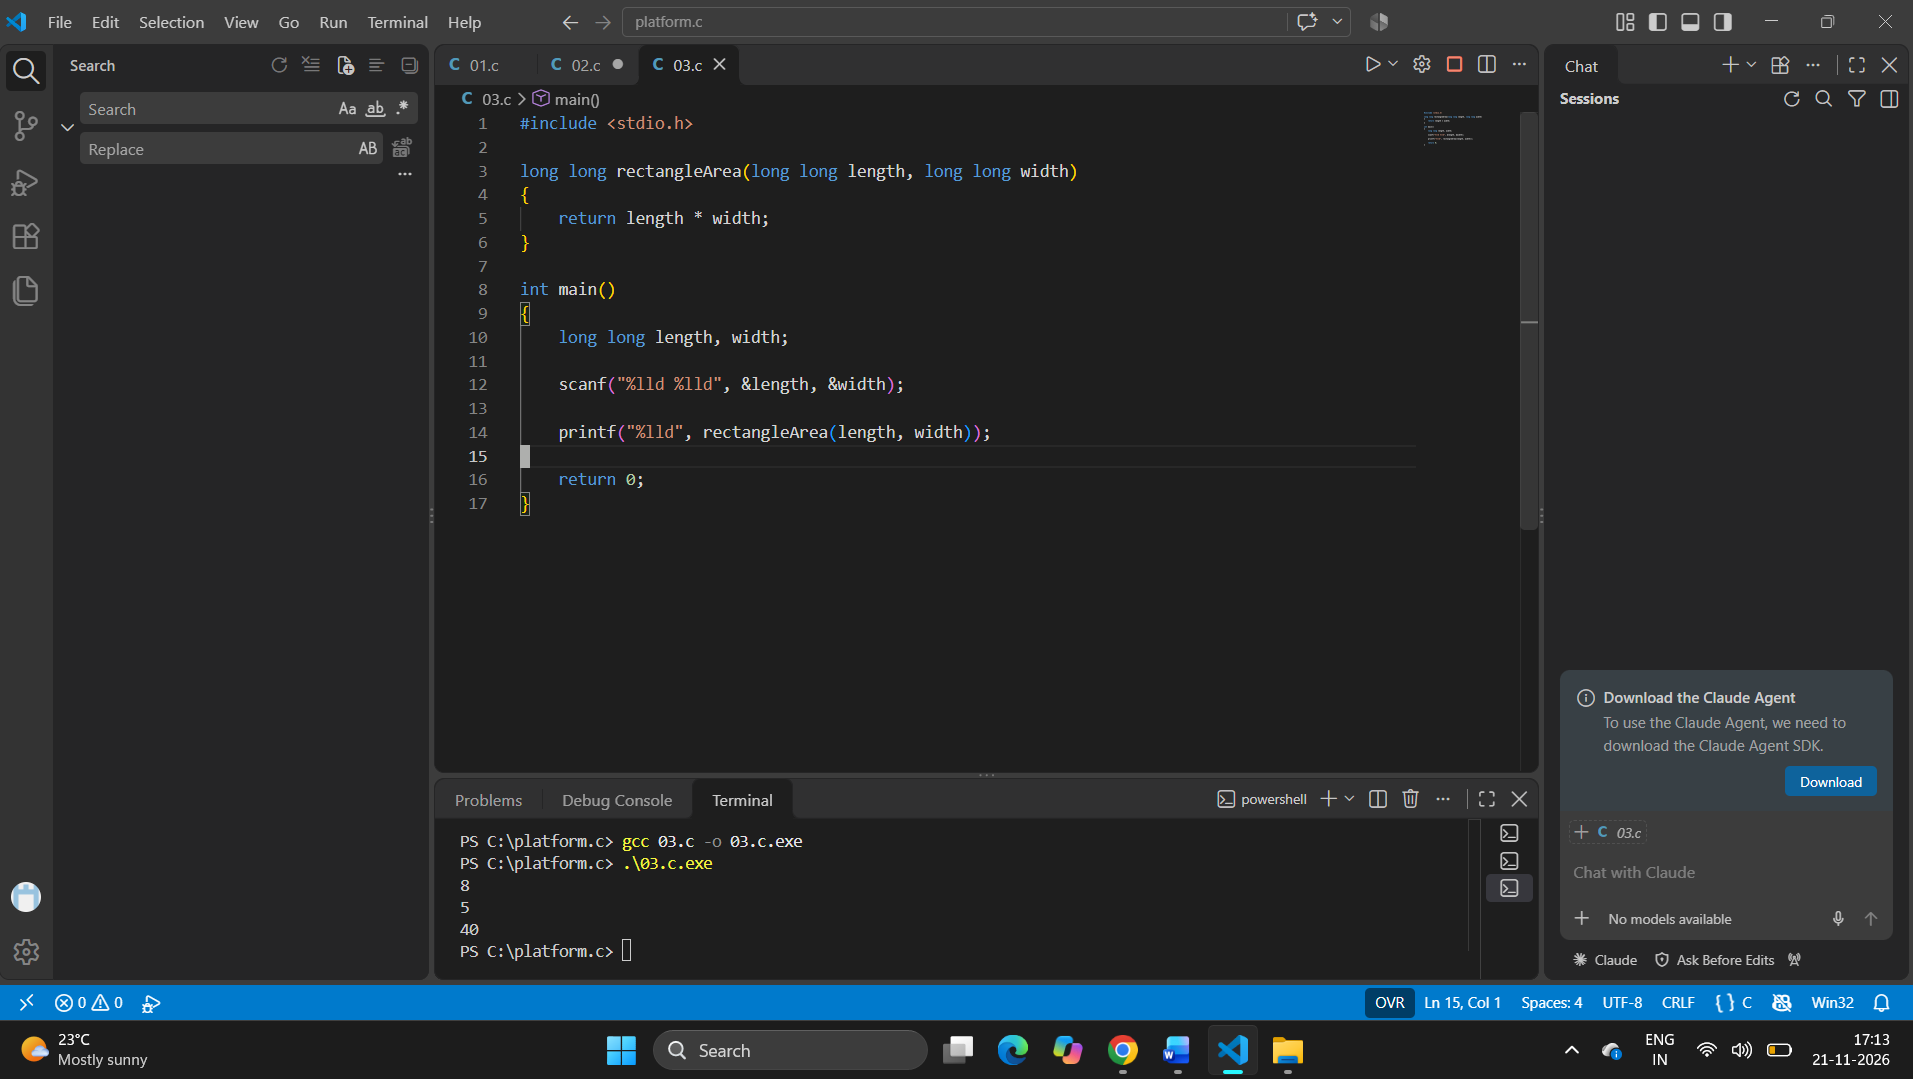 File Edit Selection View Go Run Terminal Help
platform.c
Search
Search
Aa ab .*
Replace
AB
C 01.c
C 02.c
C 03.c
C 03.c > main()
1 #include <stdio.h>
2
3 long long rectangleArea(long long length, long long width)
4 {
5 return length * width;
6 }
7
8 int main()
9 {
10 long long length, width;
11
12 scanf("%lld %lld", &length, &width);
13
14 printf("%lld", rectangleArea(length, width));
15
16 return 0;
17 }
Problems Debug Console Terminal
powershell
PS C:\platform.c> gcc 03.c -o 03.c.exe
PS C:\platform.c> .\03.c.exe
8
5
40
PS C:\platform.c>
Chat
Sessions
Download the Claude Agent
To use the Claude Agent, we need to
download the Claude Agent SDK.
Download
C 03.c
Chat with Claude
No models available
Claude Ask Before Edits
0 0
OVR Ln 15, Col 1 Spaces: 4 UTF-8 CRLF { } C Win32
23°C
Mostly sunny
Search
ENG
IN
17:13
21-11-2026